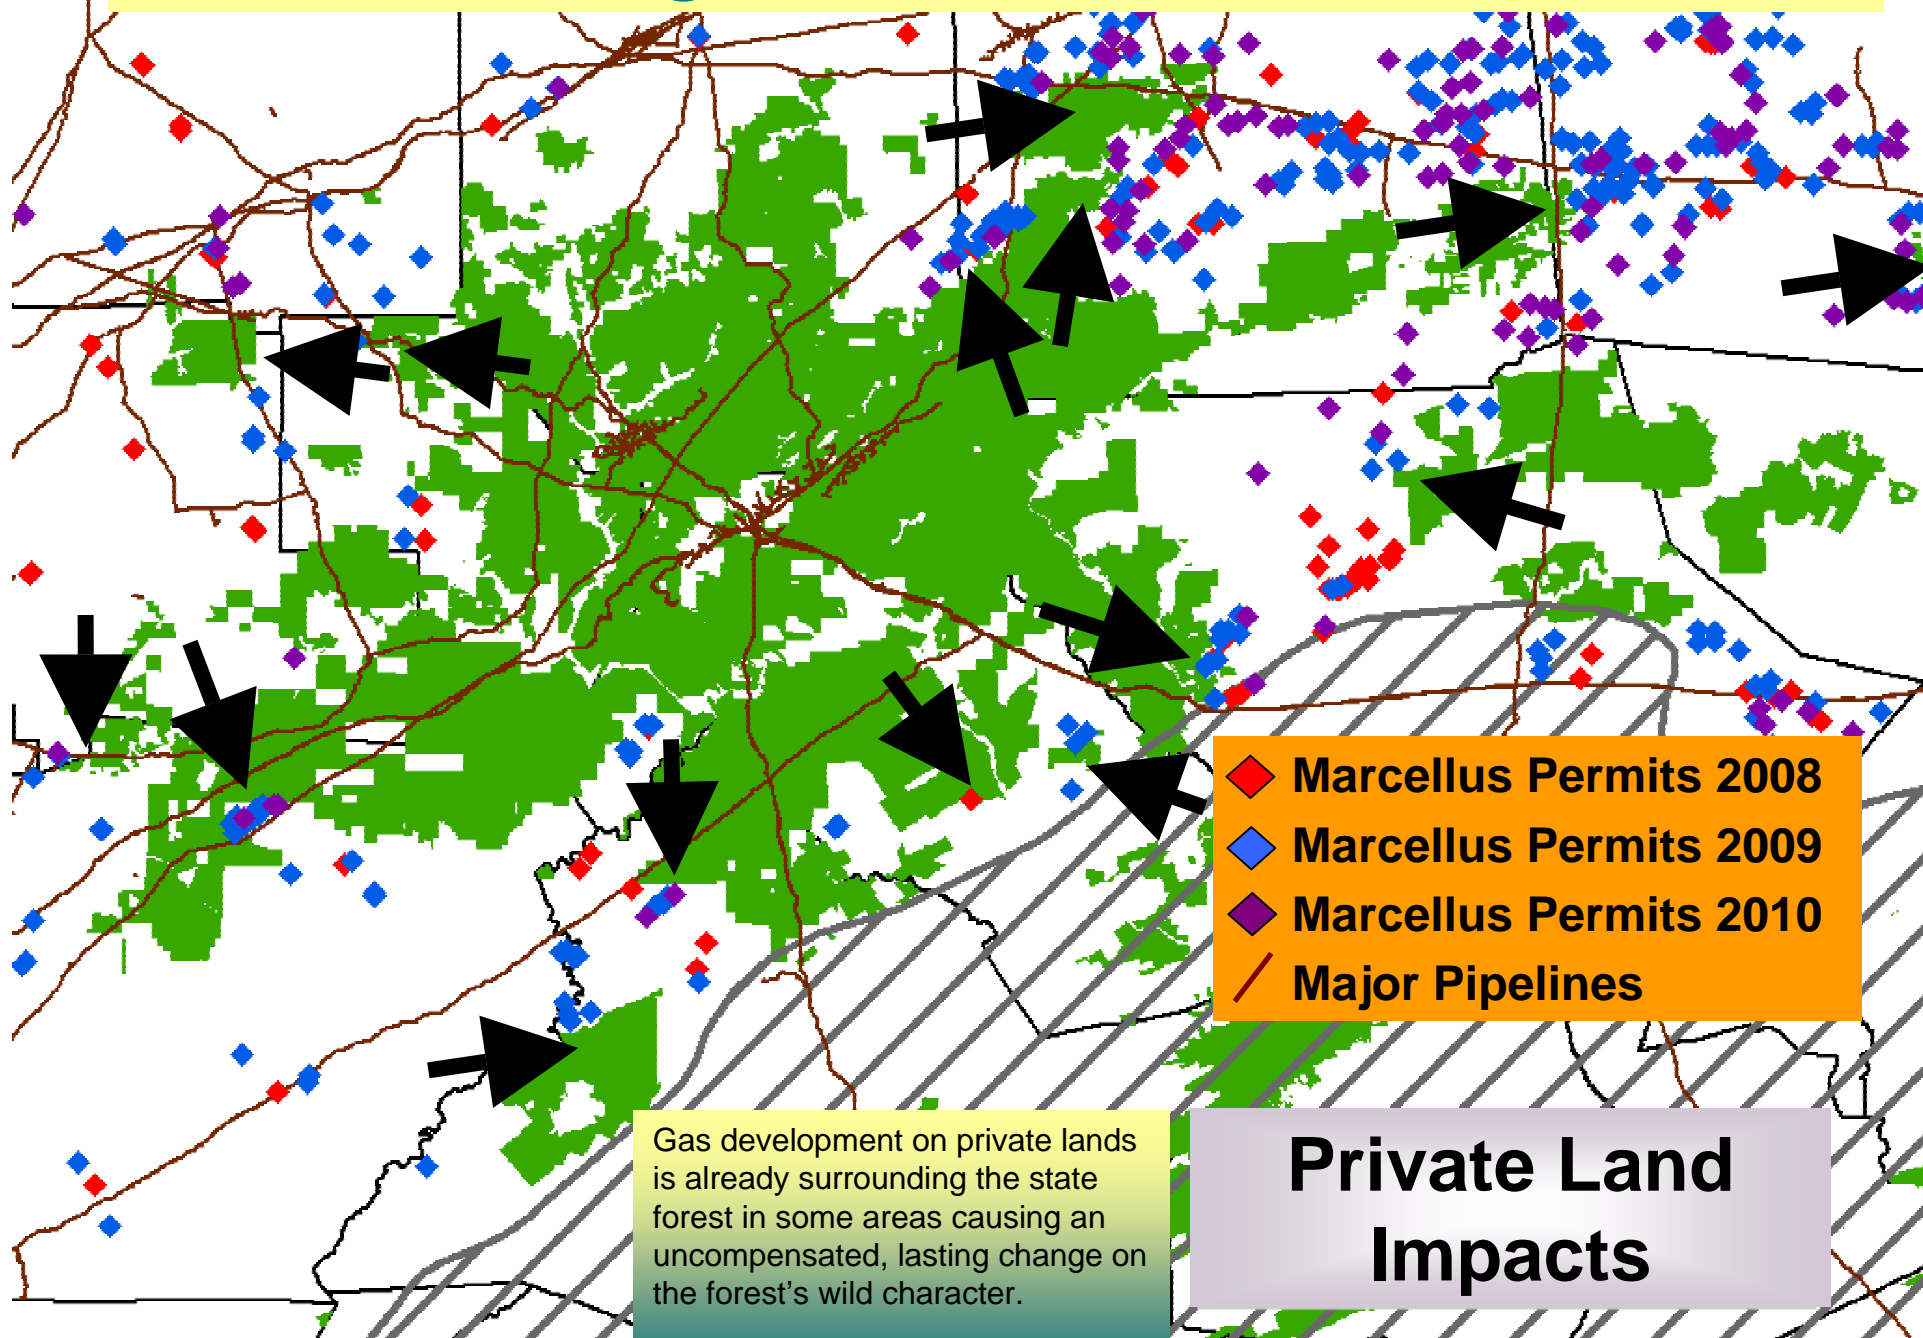 Marcellus Permits 2008
Marcellus Permits 2009
Marcellus Permits 2010
Major Pipelines
Gas development on private lands
is already surrounding the state
forest in some areas causing an
uncompensated, lasting change on
the forest's wild character.
Private Land
Impacts